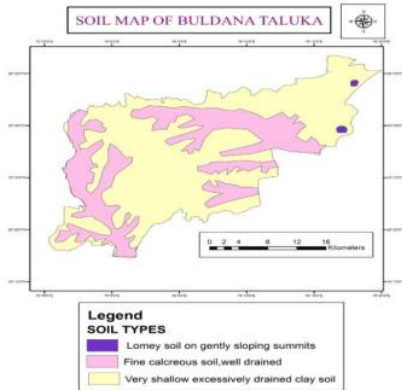 SOIL MAP OF BULDANA TALUKA
0 2 4 8 12 16
Kilometers
Legend
SOIL TYPES
Lomey soil on gently sloping summits
Fine calcreous soil,well drained
Very shallow excessively drained clay soil